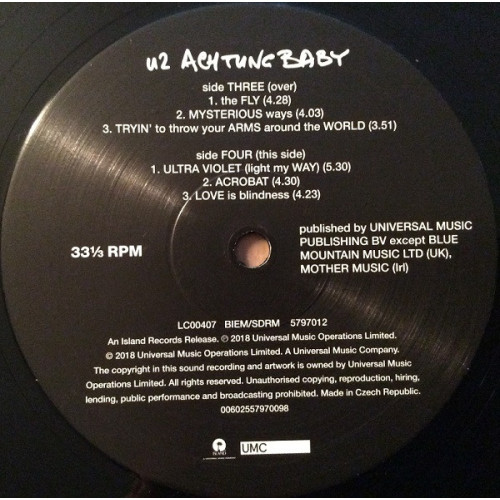 U2 ACHTUNG BABY
side THREE (over)
1. the FLY (4.28)
2. MYSTERIOUS ways (4.03)
3. TRYIN' to throw your ARMS around the WORLD (3.51)
side FOUR (this side)
1. ULTRA VIOLET (light my WAY) (5.30)
2. ACROBAT (4.30)
3. LOVE is blindness (4.23)
33⅓ RPM
published by UNIVERSAL MUSIC
PUBLISHING BV except BLUE
MOUNTAIN MUSIC LTD (UK),
MOTHER MUSIC (Irl)
LC00407 BIEM/SDRM 5797012
An Island Records Release. ℗ 2018 Universal Music Operations Limited.
© 2018 Universal Music Operations Limited. A Universal Music Company.
The copyright in this sound recording and artwork is owned by Universal Music
Operations Limited. All rights reserved. Unauthorised copying, reproduction, hiring,
lending, public performance and broadcasting prohibited. Made in Czech Republic.
00602557970098
ISLAND
UMC